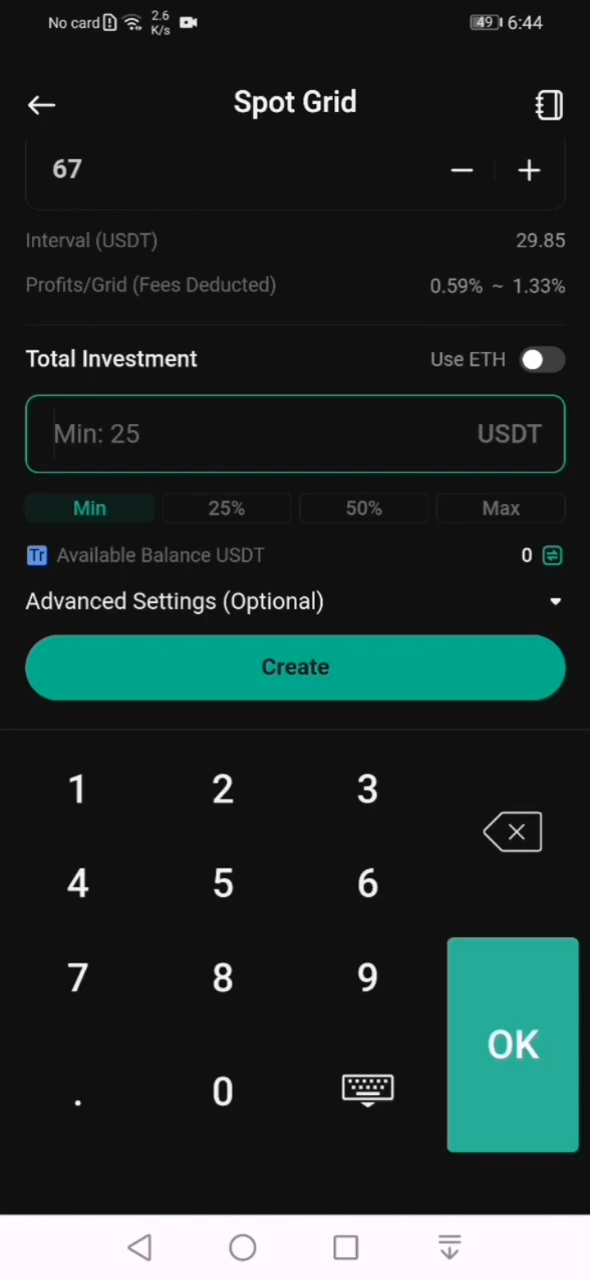 No card 2.6 K/s 49 6:44
Spot Grid
67 − +
Interval (USDT) 29.85
Profits/Grid (Fees Deducted) 0.59% ~ 1.33%
Total Investment Use ETH
Min: 25 USDT
Min 25% 50% Max
Tr Available Balance USDT 0
Advanced Settings (Optional)
Create
1 2 3
4 5 6
7 8 9
OK
. 0